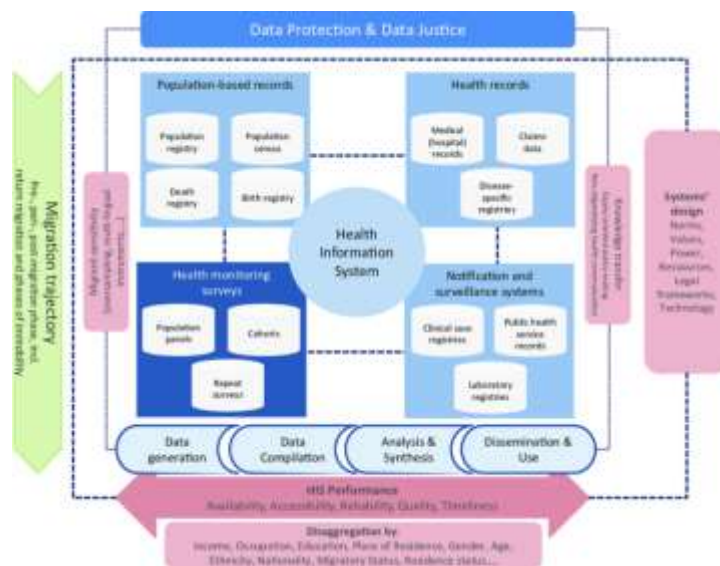 Data Protection & Data Justice
Population-based records
Population
registry
Population
census
Death
registry
Birth registry
Health records
Medical
(hospital)
records
Claims
data
Disease-
specific
registries
Health
Information
System
Health monitoring
surveys
Population
panels
Cohorts
Repeat
surveys
Notification and
surveillance systems
Clinical case
registries
Public health
service
records
Laboratory
registries
Migration trajectory
Pre-, peri-, post-migration phase, incl.
return migration and phases of immobility
Knowledge transfer
Systems'
design
Norms,
Values,
Power,
Ressources,
Legal
frameworks,
Technology
Data
generation
Data
Compilation
Analysis &
Synthesis
Dissemination &
Use
HIS Performance
Availability, Accessibility, Reliability, Quality, Timeliness
Disaggregation by:
Income, Occupation, Education, Place of Residence, Gender, Age,
Ethnicity, Nationality, Migratory Status, Residence status,...